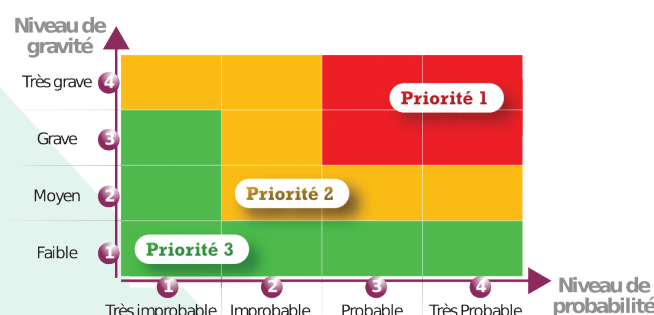 Niveau de
gravité
Très grave 4
Priorité 1
Grave 3
Moyen 2
Priorité 2
Faible 1
Priorité 3
1 2 3 4
Niveau de
probabilité
Très improbable Improbable Probable Très Probable